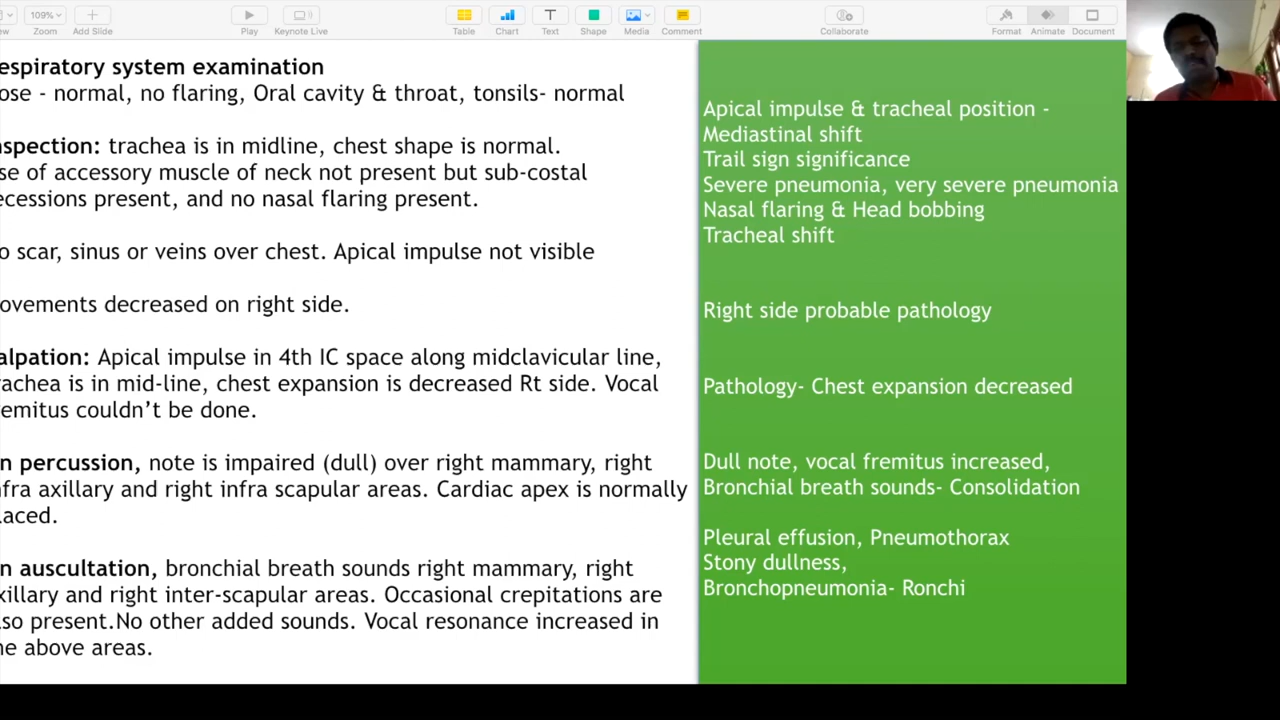 109%
ew
Zoom
Add Slide
Play
Keynote Live
Table
Chart
Text
Shape
Media
Comment
Collaborate
Format
Animate
Document
espiratory system examination
ose - normal, no flaring, Oral cavity & throat, tonsils- normal
nspection: trachea is in midline, chest shape is normal.
se of accessory muscle of neck not present but sub-costal
ecessions present, and no nasal flaring present.
o scar, sinus or veins over chest. Apical impulse not visible
ovements decreased on right side.
alpation: Apical impulse in 4th IC space along midclavicular line,
rachea is in mid-line, chest expansion is decreased Rt side. Vocal
remitus couldn't be done.
n percussion, note is impaired (dull) over right mammary, right
nfra axillary and right infra scapular areas. Cardiac apex is normally
laced.
n auscultation, bronchial breath sounds right mammary, right
xillary and right inter-scapular areas. Occasional crepitations are
lso present.No other added sounds. Vocal resonance increased in
he above areas.
Apical impulse & tracheal position -
Mediastinal shift
Trail sign significance
Severe pneumonia, very severe pneumonia
Nasal flaring & Head bobbing
Tracheal shift
Right side probable pathology
Pathology- Chest expansion decreased
Dull note, vocal fremitus increased,
Bronchial breath sounds- Consolidation
Pleural effusion, Pneumothorax
Stony dullness,
Bronchopneumonia- Ronchi